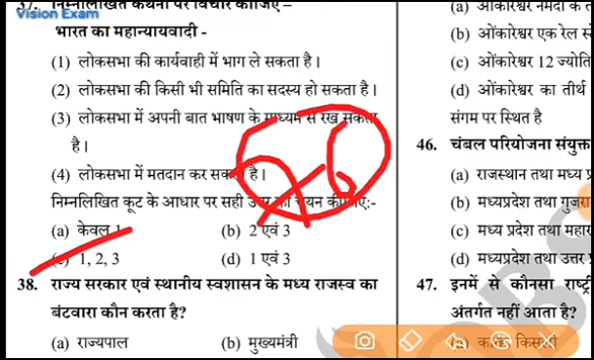 37. निम्नलिखित कथनों पर विचार कीजिए –
Vision Exam
भारत का महान्यायवादी -
(1) लोकसभा की कार्यवाही में भाग ले सकता है।
(2) लोकसभा की किसी भी समिति का सदस्य हो सकता है।
(3) लोकसभा में अपनी बात भाषण के माध्यम से रख सकता
है।
(4) लोकसभा में मतदान कर सकता है।
निम्नलिखित कूट के आधार पर सही उत्तर का चयन कीजिए:-
(a) केवल 1
(b) 2 एवं 3
(c) 1, 2, 3
(d) 1 एवं 3
38. राज्य सरकार एवं स्थानीय स्वशासन के मध्य राजस्व का
बंटवारा कौन करता है?
(a) राज्यपाल
(b) मुख्यमंत्री
(a) ओंकारेश्वर नर्मदा के
(b) ओंकारेश्वर एक रेल
(c) ओंकारेश्वर 12
(d) ओंकारेश्वर का तीर्थ
संगम पर स्थित है
46. चंबल परियोजना संयुक्त
(a) राजस्थान तथा मध्य
(b) मध्यप्रदेश तथा
(c) मध्य प्रदेश तथा
(d) मध्यप्रदेश तथा उत्तर
47. इनमें से कौनसा
अंतर्गत नहीं आता है?
(a)